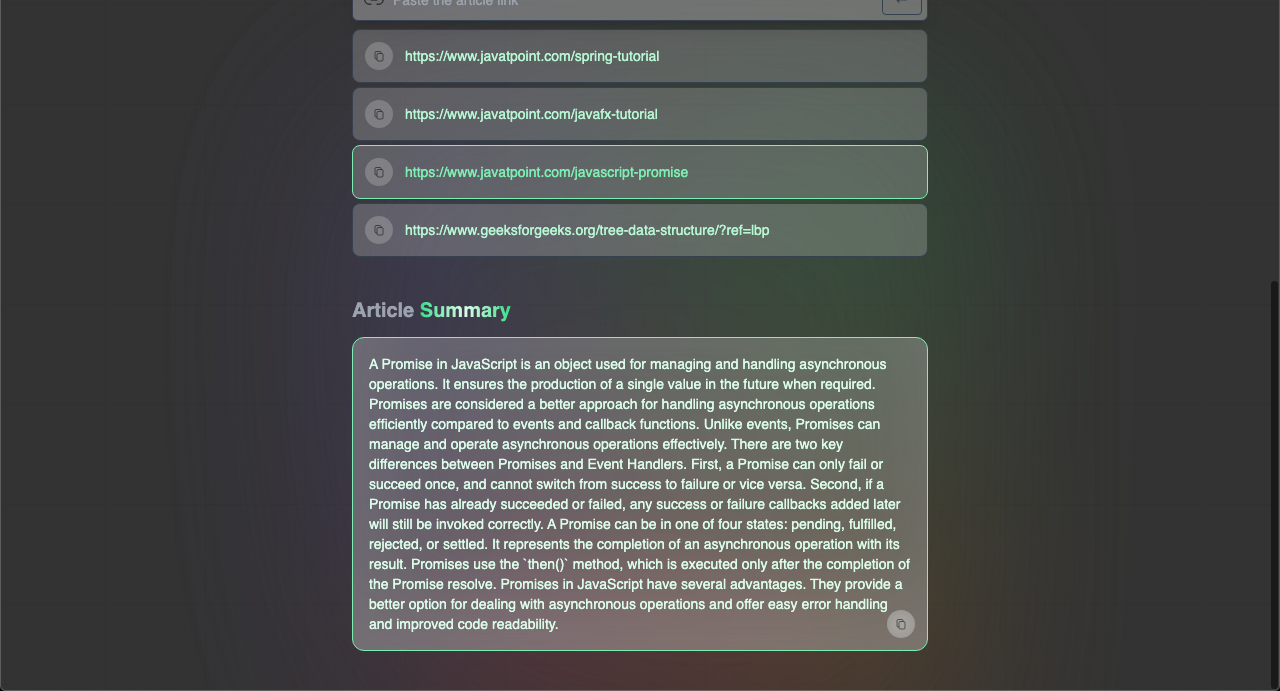 Paste the article link
https://www.javatpoint.com/spring-tutorial
https://www.javatpoint.com/javafx-tutorial
https://www.javatpoint.com/javascript-promise
https://www.geeksforgeeks.org/tree-data-structure/?ref=lbp
Article Summary
A Promise in JavaScript is an object used for managing and handling asynchronous
operations. It ensures the production of a single value in the future when required.
Promises are considered a better approach for handling asynchronous operations
efficiently compared to events and callback functions. Unlike events, Promises can
manage and operate asynchronous operations effectively. There are two key
differences between Promises and Event Handlers. First, a Promise can only fail or
succeed once, and cannot switch from success to failure or vice versa. Second, if a
Promise has already succeeded or failed, any success or failure callbacks added later
will still be invoked correctly. A Promise can be in one of four states: pending, fulfilled,
rejected, or settled. It represents the completion of an asynchronous operation with its
result. Promises use the `then()` method, which is executed only after the completion of
the Promise resolve. Promises in JavaScript have several advantages. They provide a
better option for dealing with asynchronous operations and offer easy error handling
and improved code readability.